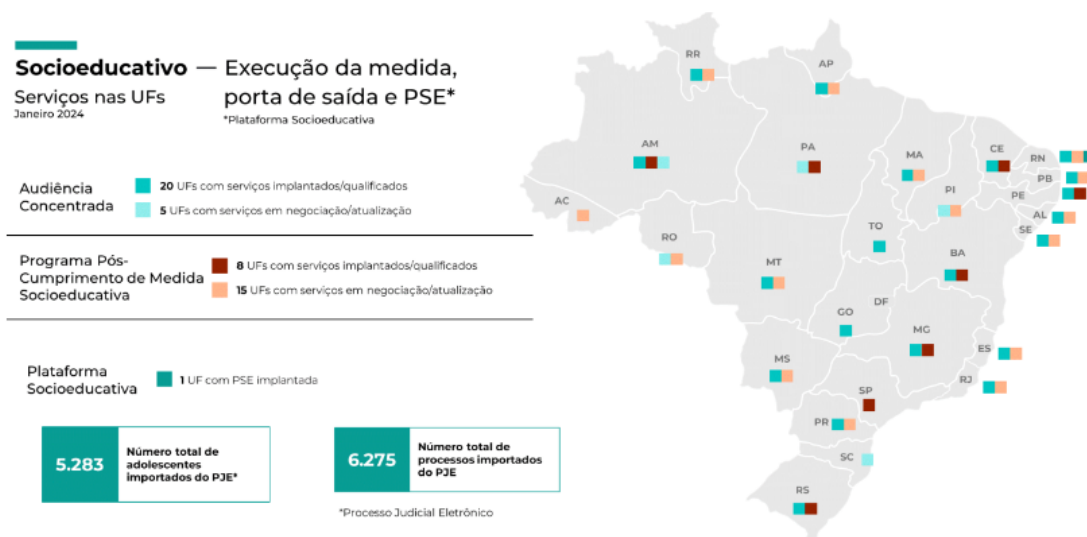 Socioeducativo — Execução da medida,
Serviços nas UFs porta de saída e PSE*
Janeiro 2024 *Plataforma Socioeducativa
Audiência
Concentrada
20 UFs com serviços implantados/qualificados
5 UFs com serviços em negociação/atualização
Programa Pós-
Cumprimento de Medida
Socioeducativa
8 UFs com serviços implantados/qualificados
15 UFs com serviços em negociação/atualização
Plataforma
Socioeducativa
1 UF com PSE implantada
5.283
Número total de
adolescentes
importados do PJE*
6.275
Número total de
processos importados
do PJE
*Processo Judicial Eletrônico
RR
AP
AM
PA
MA
CE
RN
PB
PE
PI
AL
SE
AC
TO
RO
BA
MT
DF
GO
MG
ES
MS
SP
RJ
PR
SC
RS